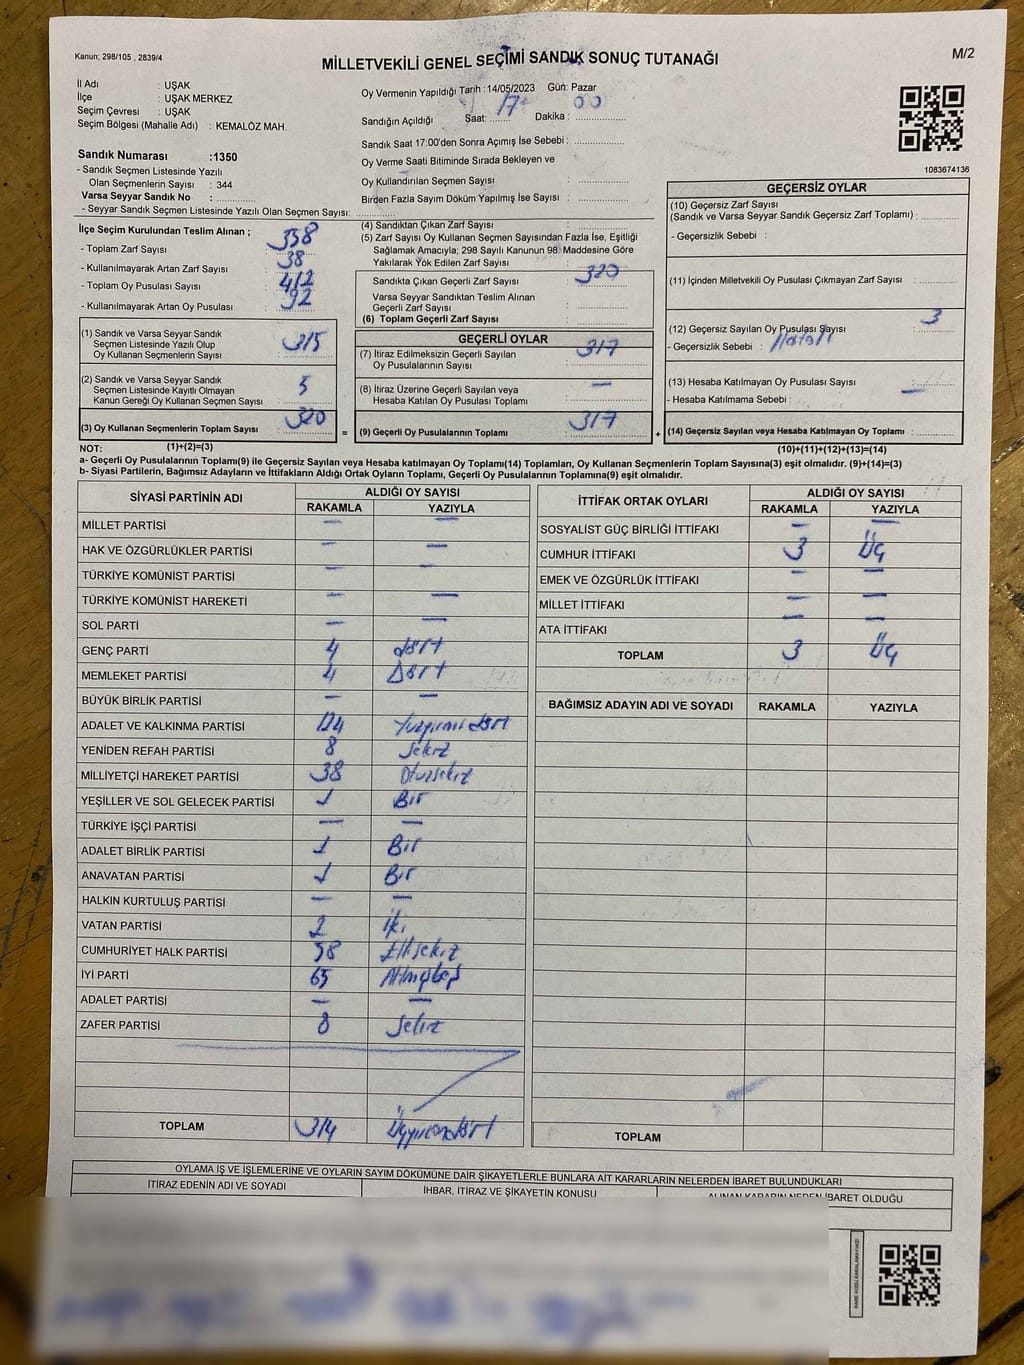 Kanun; 298/105 , 2839/4
MİLLETVEKİLİ GENEL SEÇİMİ SANDIK SONUÇ TUTANAĞI
M/2
İl Adı : UŞAK
İlçe : UŞAK MERKEZ
Seçim Çevresi : UŞAK
Seçim Bölgesi (Mahalle Adı) : KEMALÖZ MAH.
Sandık Numarası :1350
- Sandık Seçmen Listesinde Yazılı
Olan Seçmenlerin Sayısı : 344
Varsa Seyyar Sandık No : ............
- Seyyar Sandık Seçmen Listesinde Yazılı Olan Seçmen Sayısı: ............
Oy Vermenin Yapıldığı Tarih : 14/05/2023 Gün: Pazar
Sandığın Açıldığı Saat: 17 Dakika : 00
Sandık Saat 17:00'den Sonra Açımış İse Sebebi : ............
Oy Verme Saati Bitiminde Sırada Bekleyen ve
Oy Kullandırılan Seçmen Sayısı : ............
Birden Fazla Sayım Döküm Yapılmış İse Sayısı : ............
1083674136
İlçe Seçim Kurulundan Teslim Alınan ;
- Toplam Zarf Sayısı : 358
- Kullanılmayarak Artan Zarf Sayısı : 38
- Toplam Oy Pusulası Sayısı : 412
- Kullanılmayarak Artan Oy Pusulası : 92
(1) Sandık ve Varsa Seyyar Sandık
Seçmen Listesinde Yazılı Olup
Oy Kullanan Seçmenlerin Sayısı : 315
(2) Sandık ve Varsa Seyyar Sandık
Seçmen Listesinde Kayıtlı Olmayan
Kanun Gereği Oy Kullanan Seçmen Sayısı : 5
(3) Oy Kullanan Seçmenlerin Toplam Sayısı : 320
(4) Sandıktan Çıkan Zarf Sayısı : ............
(5) Zarf Sayısı Oy Kullanan Seçmen Sayısından Fazla İse, Eşitliği
Sağlamak Amacıyla; 298 Sayılı Kanunun 98. Maddesine Göre
Yakılarak Yok Edilen Zarf Sayısı : ............
Sandıkta Çıkan Geçerli Zarf Sayısı : 320
Varsa Seyyar Sandıktan Teslim Alınan
Geçerli Zarf Sayısı : ............
(6) Toplam Geçerli Zarf Sayısı : ............
GEÇERLİ OYLAR
(7) İtiraz Edilmeksizin Geçerli Sayılan : 317
Oy Pusulalarının Sayısı
(8) İtiraz Üzerine Geçerli Sayılan veya : —
Hesaba Katılan Oy Pusulası Toplamı
= (9) Geçerli Oy Pusulalarının Toplamı : 317 +
GEÇERSİZ OYLAR
(10) Geçersiz Zarf Sayısı
(Sandık ve Varsa Seyyar Sandık Geçersiz Zarf Toplamı) : ............
- Geçersizlik Sebebi :
(11) İçinden Milletvekili Oy Pusulası Çıkmayan Zarf Sayısı : ............
(12) Geçersiz Sayılan Oy Pusulası Sayısı : 3
- Geçersizlik Sebebi : Hatalı
(13) Hesaba Katılmayan Oy Pusulası Sayısı : —
- Hesaba Katılmama Sebebi :
(14) Geçersiz Sayılan veya Hesaba Katılmayan Oy Toplamı : ............
NOT: (1)+(2)=(3) (10)+(11)+(12)+(13)=(14)
a- Geçerli Oy Pusulalarının Toplamı(9) ile Geçersiz Sayılan veya Hesaba katılmayan Oy Toplamı(14) Toplamları, Oy Kullanan Seçmenlerin Toplam Sayısına(3) eşit olmalıdır. (9)+(14)=(3)
b- Siyasi Partilerin, Bağımsız Adayların ve İttifakların Aldığı Ortak Oyların Toplamı, Geçerli Oy Pusulalarının Toplamına(9) eşit olmalıdır.
SİYASİ PARTİNİN ADI ALDIĞI OY SAYISI
RAKAMLA YAZIYLA
MİLLET PARTİSİ — —
HAK VE ÖZGÜRLÜKLER PARTİSİ — —
TÜRKİYE KOMÜNİST PARTİSİ — —
TÜRKİYE KOMÜNİST HAREKETİ — —
SOL PARTİ — —
GENÇ PARTİ 4 dört
MEMLEKET PARTİSİ 4 Dört
BÜYÜK BİRLİK PARTİSİ — —
ADALET VE KALKINMA PARTİSİ 124 Yüzyirmi dört
YENİDEN REFAH PARTİSİ 8 Sekiz
MİLLİYETÇİ HAREKET PARTİSİ 38 Otuzsekiz
YEŞİLLER VE SOL GELECEK PARTİSİ 1 Bir
TÜRKİYE İŞÇİ PARTİSİ — —
ADALET BİRLİK PARTİSİ 1 Bir
ANAVATAN PARTİSİ 1 Bir
HALKIN KURTULUŞ PARTİSİ — —
VATAN PARTİSİ 2 iki
CUMHURİYET HALK PARTİSİ 58 Ellisekiz
İYİ PARTİ 65 Altmışbeş
ADALET PARTİSİ — —
ZAFER PARTİSİ 8 Sekiz
TOPLAM 314 Üçyüzondört
İTTİFAK ORTAK OYLARI ALDIĞI OY SAYISI
RAKAMLA YAZIYLA
SOSYALİST GÜÇ BİRLİĞİ İTTİFAKI — —
CUMHUR İTTİFAKI 3 Üç
EMEK VE ÖZGÜRLÜK İTTİFAKI — —
MİLLET İTTİFAKI — —
ATA İTTİFAKI — —
TOPLAM 3 Üç
BAĞIMSIZ ADAYIN ADI VE SOYADI RAKAMLA YAZIYLA
TOPLAM
OYLAMA İŞ VE İŞLEMLERİNE VE OYLARIN SAYIM DÖKÜMÜNE DAİR ŞİKAYETLERLE BUNLARA AİT KARARLARIN NELERDEN İBARET BULUNDUKLARI
İTİRAZ EDENİN ADI VE SOYADI İHBAR, İTİRAZ VE ŞİKAYETİN KONUSU ALINAN KARARIN NEDEN İBARET OLDUĞU